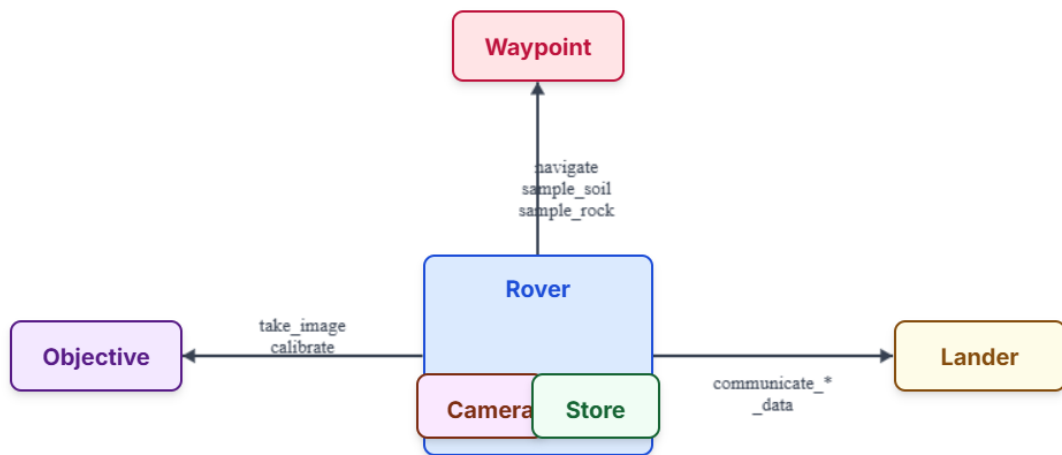 Waypoint
navigate
sample_soil
sample_rock
Rover
Objective
take_image
calibrate
Lander
communicate_*
_data
Camera
Store